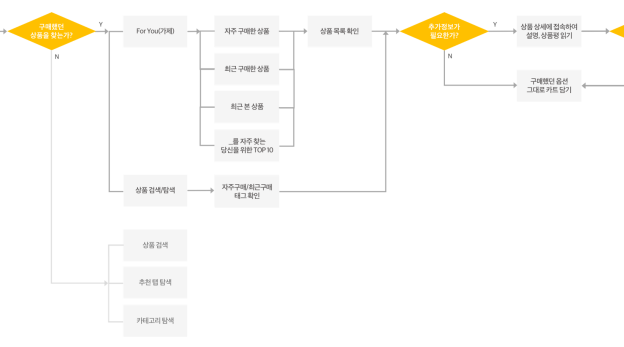 구매했던
상품을 찾는가?
Y
N
For You(가제)
자주 구매한 상품
최근 구매한 상품
최근 본 상품
_를 자주 찾는
당신을 위한 TOP 10
상품 목록 확인
추가정보가
필요한가?
Y
N
상품 상세에 접속하여
설명, 상품평 읽기
구매했던 옵션
그대로 카트 담기
상품 검색/탐색
자주구매/최근구매
태그 확인
상품 검색
추천 탭 탐색
카테고리 탐색